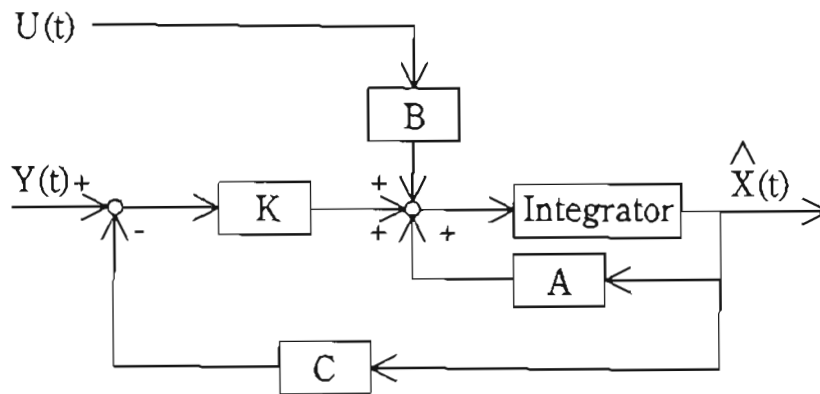 U(t)
B
Y(t) +
^
X(t)
+
K
Integrator
-
+
+
A
C